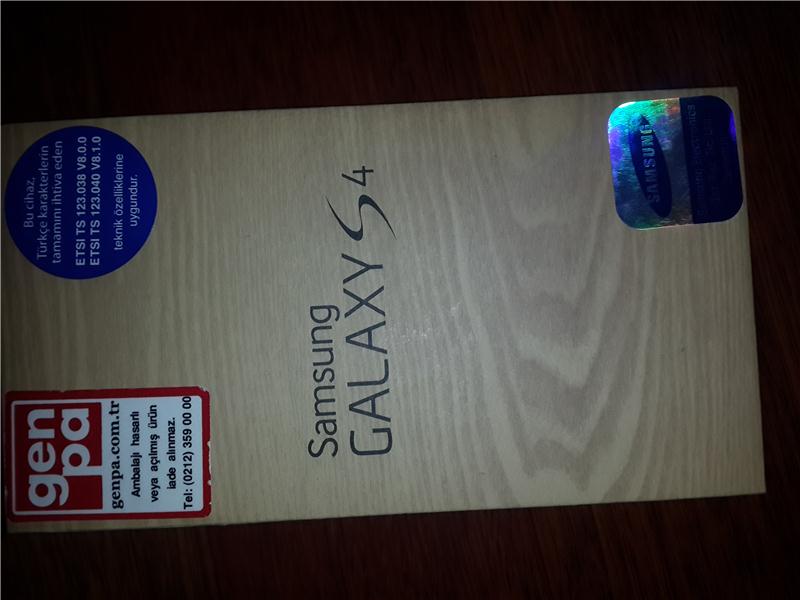 Bu cihaz,
Türkçe karakterlerin
tamamını ihtiva eden
ETSI TS 123.038 V8.0.0
ETSI TS 123.040 V8.1.0
teknik özelliklerine
uygundur.
Samsung
GALAXY S4
SAMSUNG
gen
pa
genpa.com.tr
Ambalajı hasarlı
veya açılmış ürün
iade alınmaz.
Tel: (0212) 359 00 00